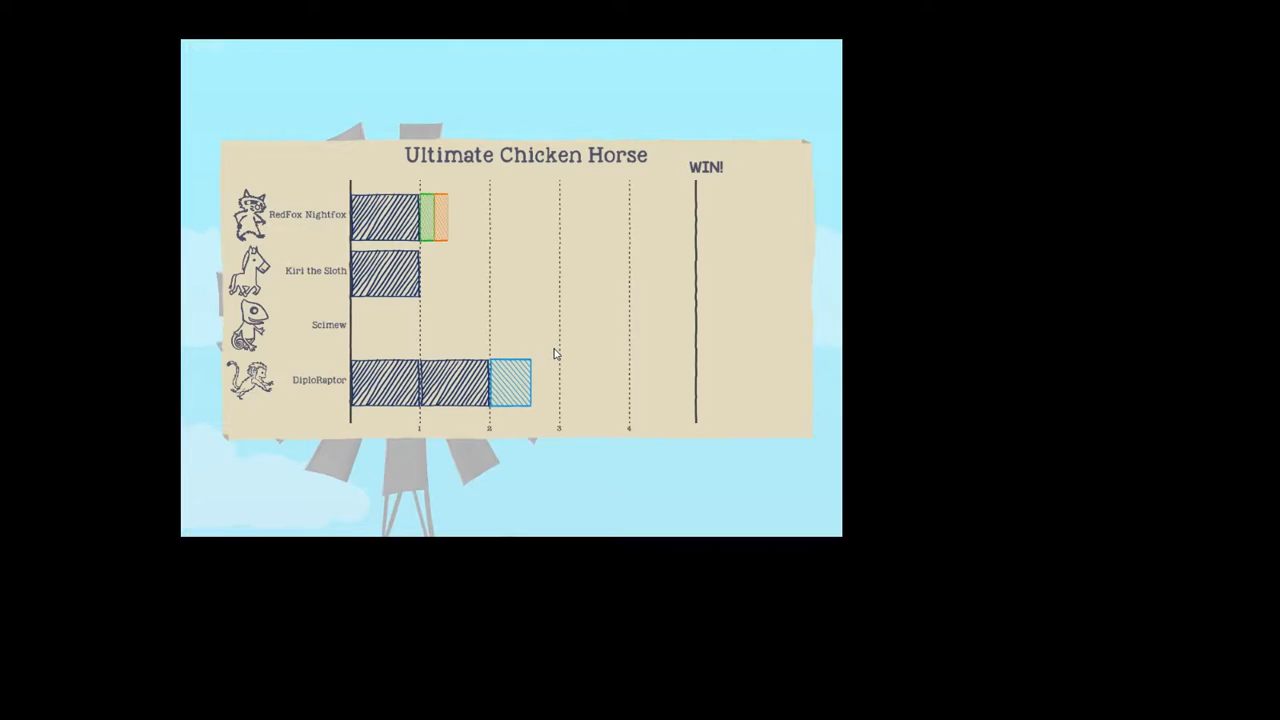 Ultimate Chicken Horse
WIN!
RedFox Nightfox
Kiri the Sloth
Scimew
DiploRaptor
1 2 3 4